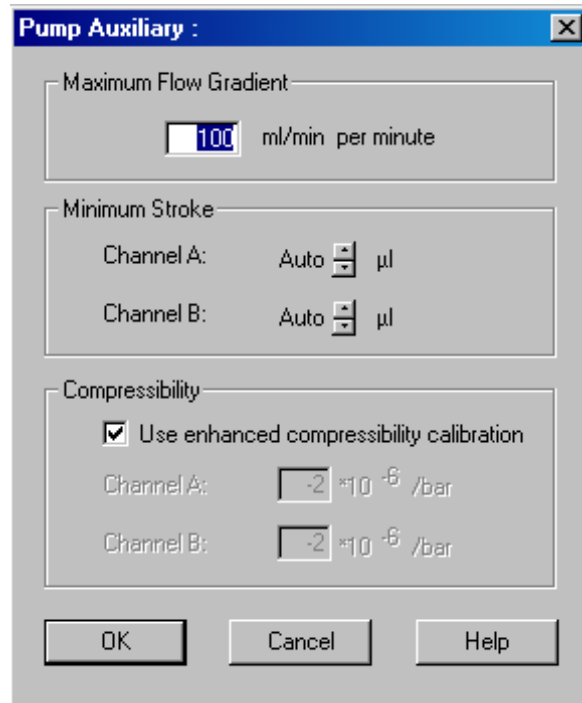 Pump Auxiliary :
Maximum Flow Gradient
100 ml/min per minute
Minimum Stroke
Channel A: Auto µl
Channel B: Auto µl
Compressibility
Use enhanced compressibility calibration
Channel A: -2 *10 -6 /bar
Channel B: -2 *10 -6 /bar
OK Cancel Help